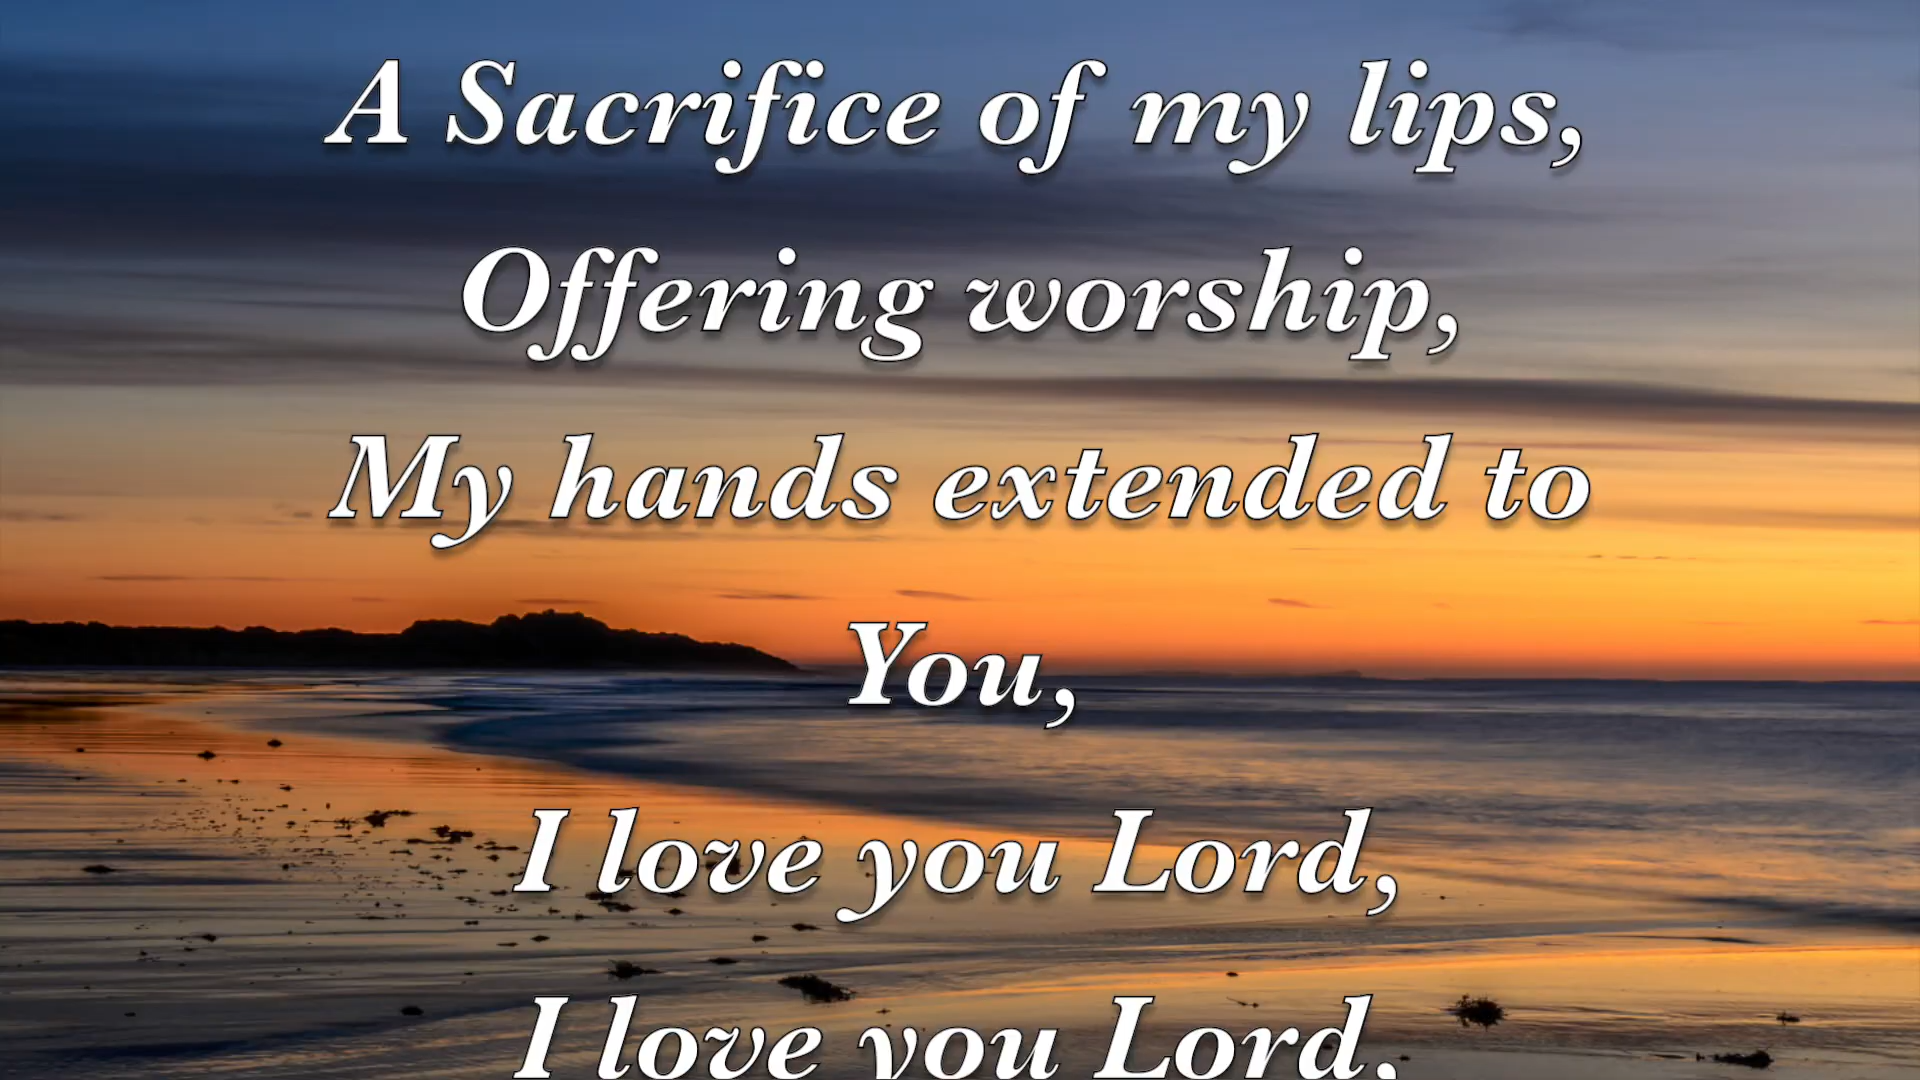 A Sacrifice of my lips,
Offering worship,
My hands extended to
You,
I love you Lord,
I love you Lord,